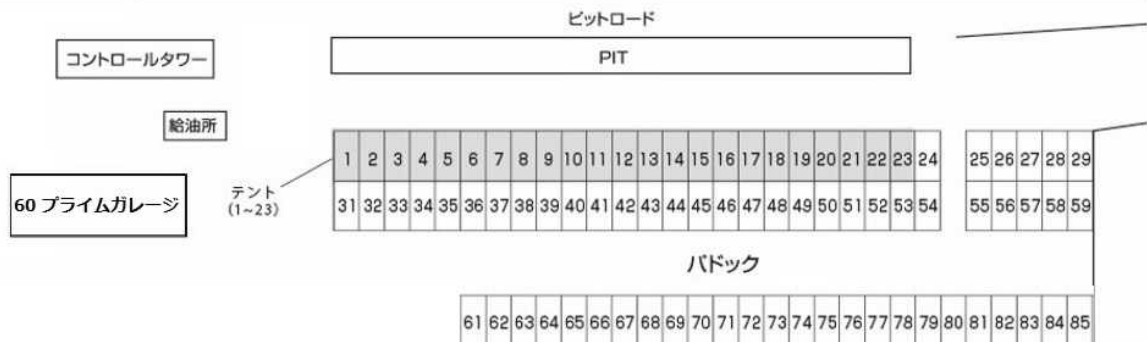 ピットロード
コントロールタワー
PIT
給油所
1 2 3 4 5 6 7 8 9 10 11 12 13 14 15 16 17 18 19 20 21 22 23 24 25 26 27 28 29
60 プライムガレージ
テント
(1~23)
31 32 33 34 35 36 37 38 39 40 41 42 43 44 45 46 47 48 49 50 51 52 53 54 55 56 57 58 59
パドック
61 62 63 64 65 66 67 68 69 70 71 72 73 74 75 76 77 78 79 80 81 82 83 84 85